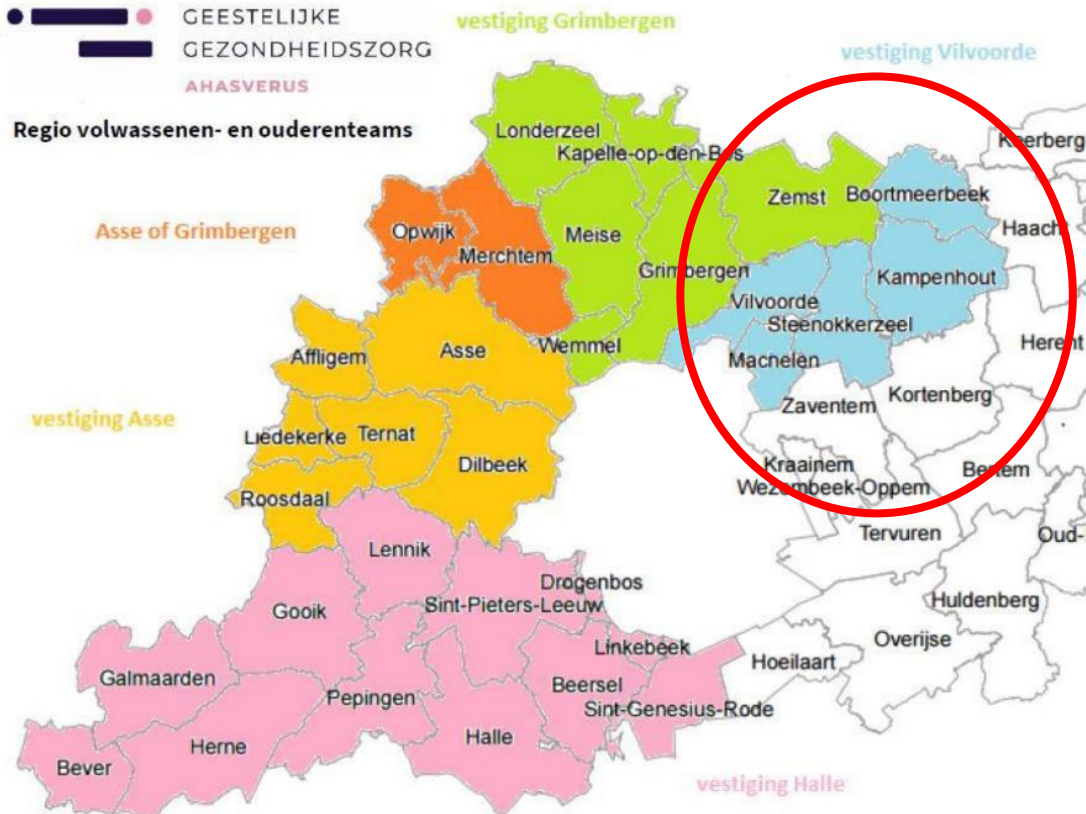 GEESTELIJKE
GEZONDHEIDSZORG
AHASVERUS
Regio volwassenen- en ouderenteams
vestiging Grimbergen
vestiging Vilvoorde
Londerzeel
Kapelle-op-den-Bos
Keerberg
Zemst
Boortmeerbeek
Asse of Grimbergen
Opwijk
Merchtem
Meise
Haach
Grimbergen
Kampenhout
Vilvoorde
Steenokkerzeel
Wemmel
Machelen
Herent
Affligem
Asse
Kortenberg
Zaventem
vestiging Asse
Liedekerke
Ternat
Dilbeek
Kraainem
Bertem
Wezembeek-Oppem
Roosdaal
Tervuren
Oud-
Lennik
Drogenbos
Sint-Pieters-Leeuw
Gooik
Huldenberg
Linkebeek
Overijse
Hoeilaart
Galmaarden
Pepingen
Beersel
Sint-Genesius-Rode
Herne
Halle
Bever
vestiging Halle